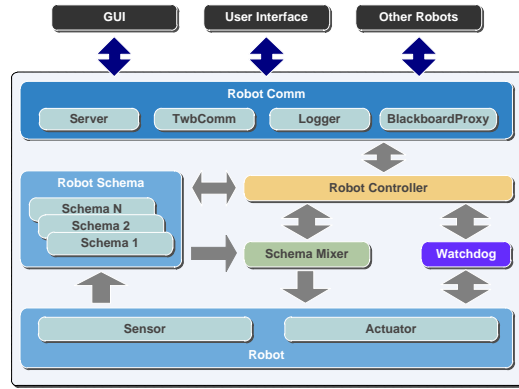 GUI
User Interface
Other Robots
Robot Comm
Server
TwbComm
Logger
BlackboardProxy
Robot Schema
Robot Controller
Schema N
Schema 2
Schema 1
Schema Mixer
Watchdog
Sensor
Actuator
Robot